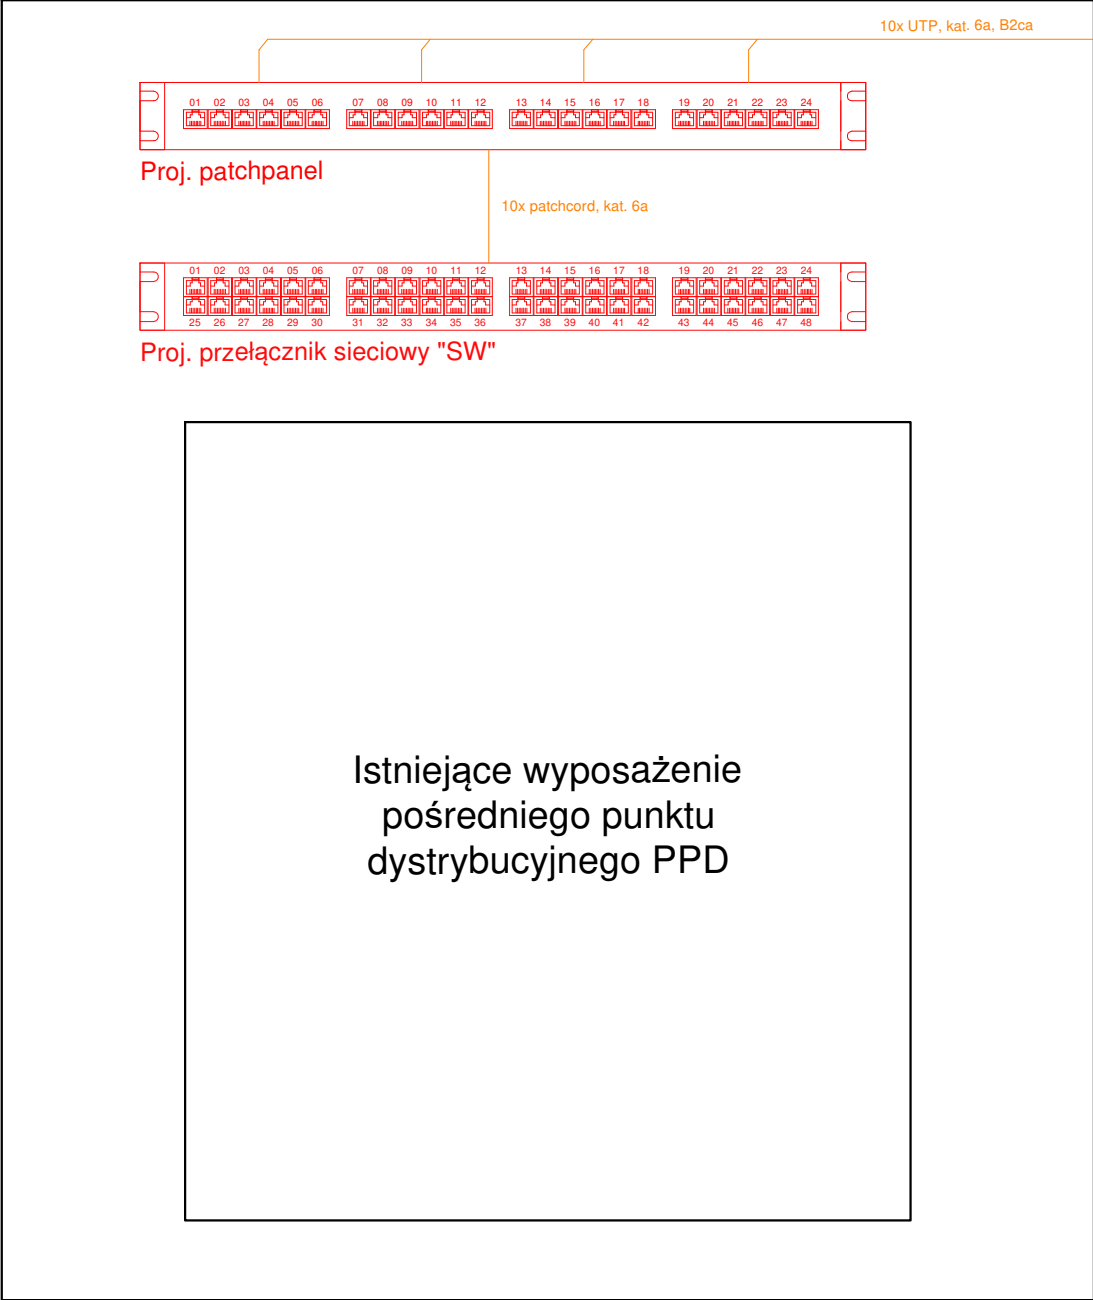 10x UTP, kat. 6a, B2ca
01 02 03 04 05 06 07 08 09 10 11 12 13 14 15 16 17 18 19 20 21 22 23 24
Proj. patchpanel
10x patchcord, kat. 6a
01 02 03 04 05 06 07 08 09 10 11 12 13 14 15 16 17 18 19 20 21 22 23 24
25 26 27 28 29 30 31 32 33 34 35 36 37 38 39 40 41 42 43 44 45 46 47 48
Proj. przełącznik sieciowy "SW"
Istniejące wyposażenie
pośredniego punktu
dystrybucyjnego PPD